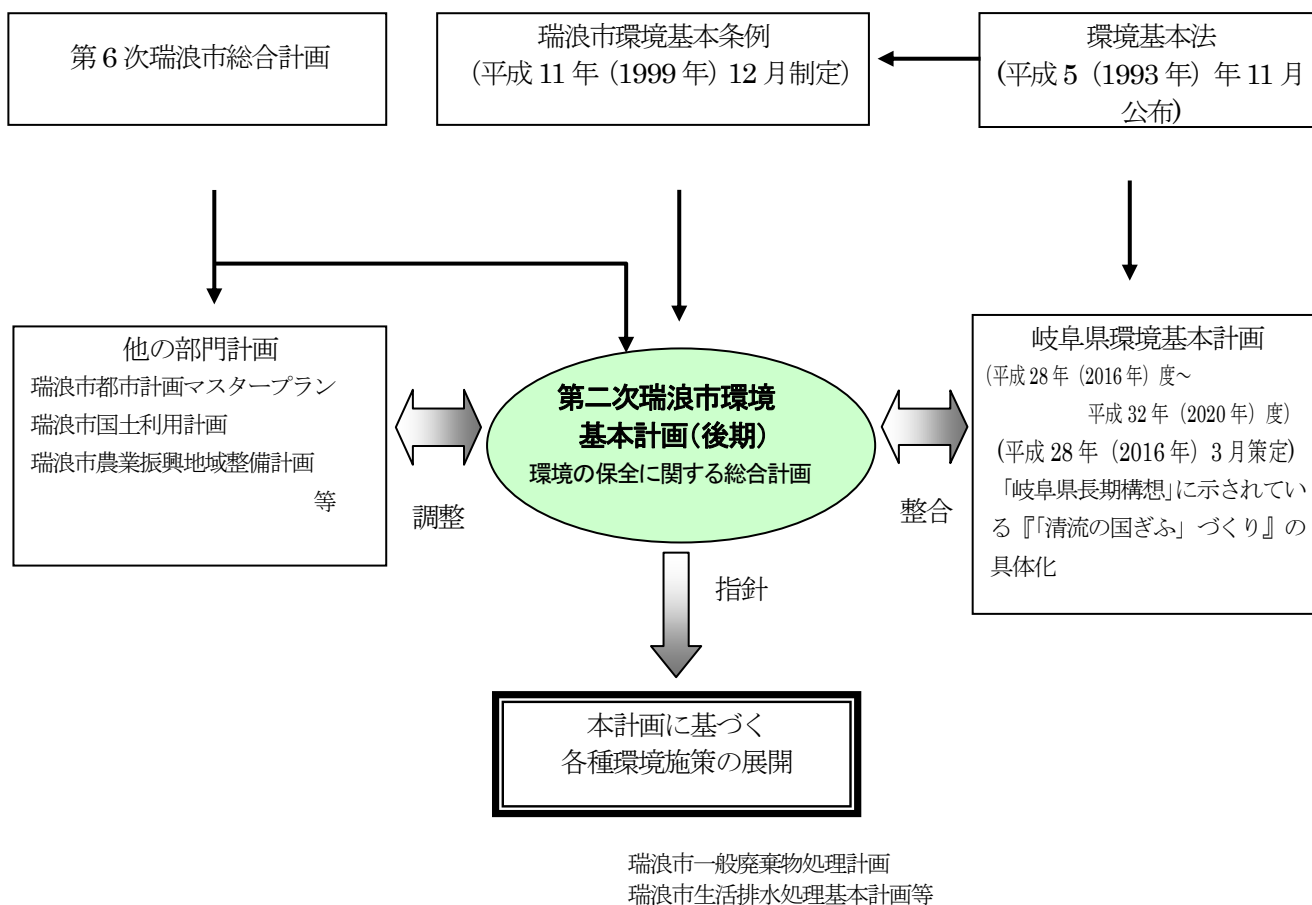 第6次瑞浪市総合計画
瑞浪市環境基本条例
(平成11年(1999年)12月制定)
環境基本法
(平成5(1993年)年11月
公布)
他の部門計画
瑞浪市都市計画マスタープラン
瑞浪市国土利用計画
瑞浪市農業振興地域整備計画
等
調整
第二次瑞浪市環境
基本計画(後期)
環境の保全に関する総合計画
整合
岐阜県環境基本計画
(平成28年(2016年)度~
平成32年(2020年)度)
(平成28年(2016年)3月策定)
「岐阜県長期構想」に示されてい
る『「清流の国ぎふ」づくり』の
具体化
指針
本計画に基づく
各種環境施策の展開
瑞浪市一般廃棄物処理計画
瑞浪市生活排水処理基本計画等